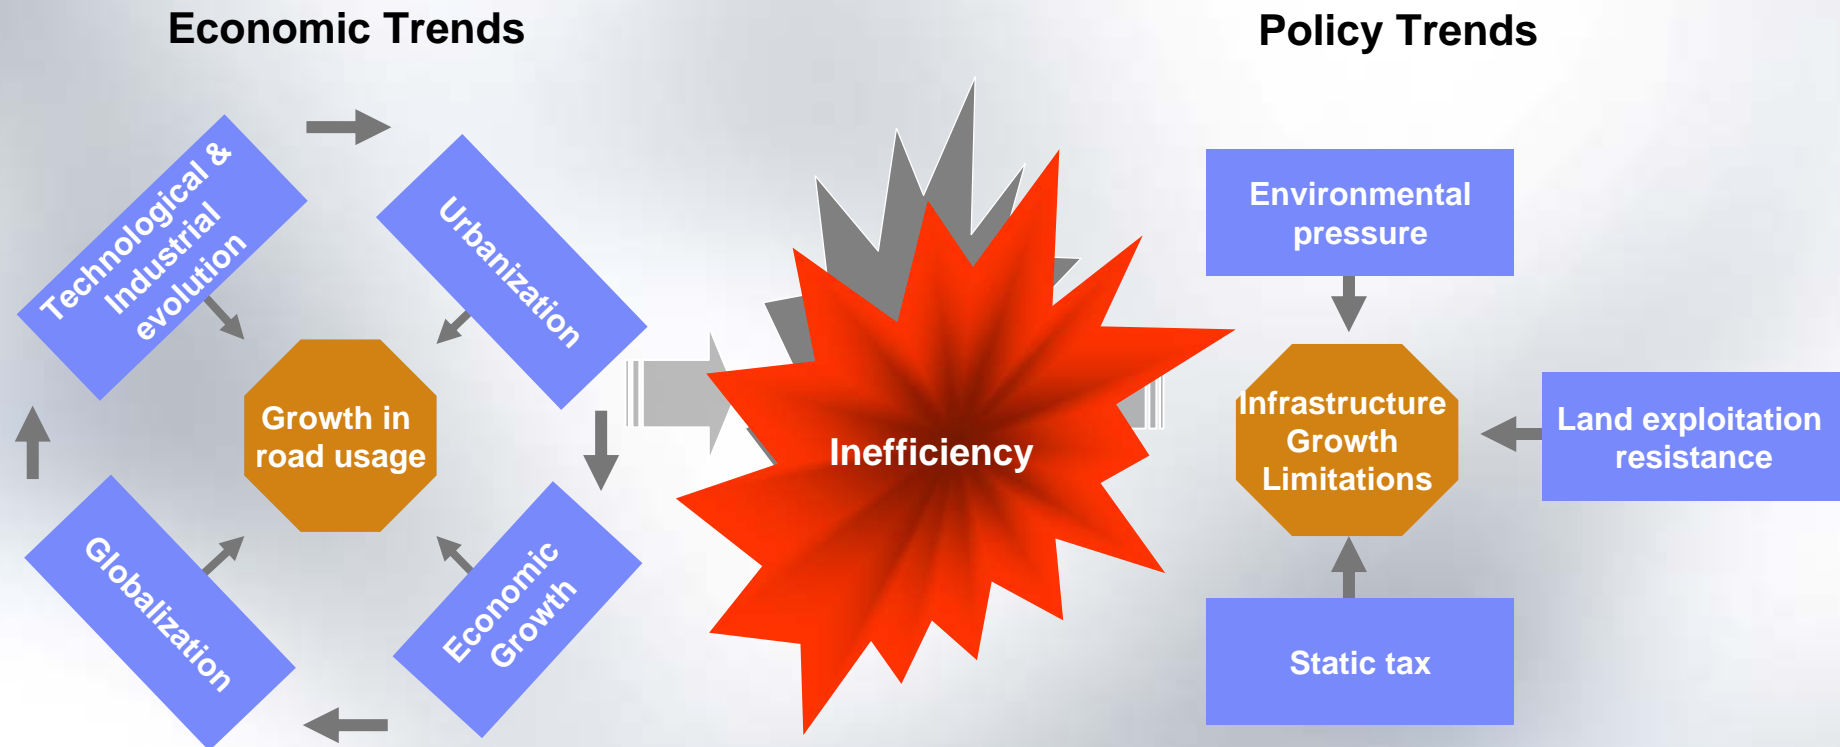 Economic Trends
Policy Trends
Technological &
Industrial
evolution
Urbanization
Growth in
road usage
Globalization
Economic
Growth
Inefficiency
Environmental
pressure
Infrastructure
Growth
Limitations
Land exploitation
resistance
Static tax